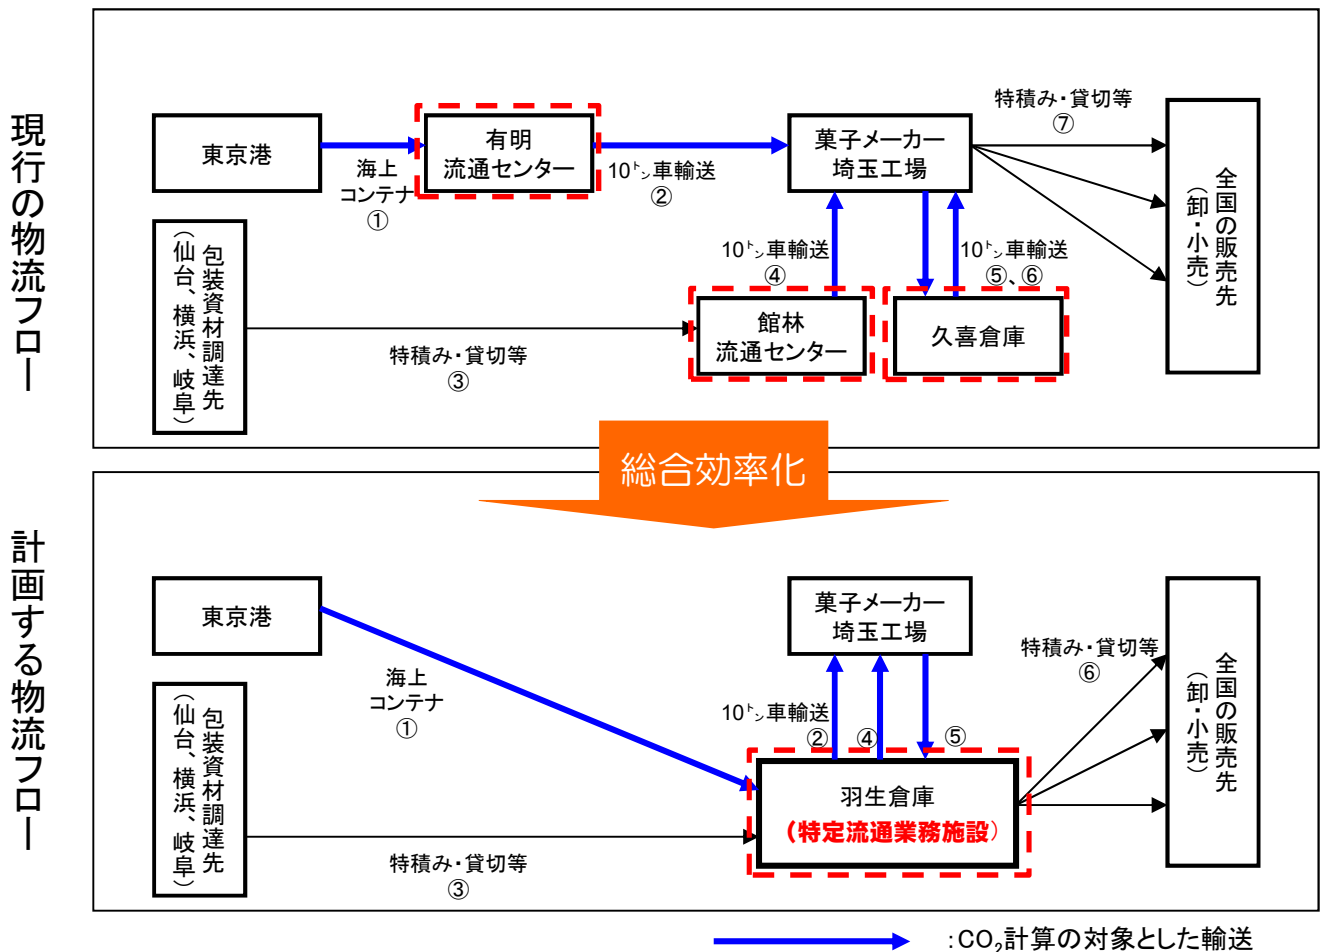 現行の物流フロー
東京港
海上
コンテナ
①
有明
流通センター
10㌧車輸送
②
菓子メーカー
埼玉工場
特積み・貸切等
⑦
全国の販売先
(卸・小売)
包装資材調達先
(仙台、横浜、岐阜)
特積み・貸切等
③
10㌧車輸送
④
館林
流通センター
10㌧車輸送
⑤、⑥
久喜倉庫
総合効率化
計画する物流フロー
東京港
海上
コンテナ
①
菓子メーカー
埼玉工場
10㌧車輸送
② ④ ⑤
羽生倉庫
(特定流通業務施設)
特積み・貸切等
⑥
全国の販売先
(卸・小売)
包装資材調達先
(仙台、横浜、岐阜)
特積み・貸切等
③
:CO₂計算の対象とした輸送